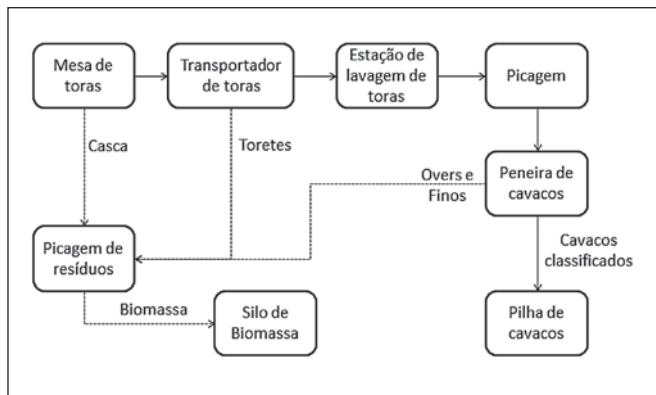 Mesa de
toras
Transportador
de toras
Estação de
lavagem de
toras
Picagem
Casca
Toretes
Overs e
Finos
Peneira de
cavacos
Picagem de
resíduos
Cavacos
classificados
Biomassa
Silo de
Biomassa
Pilha de
cavacos